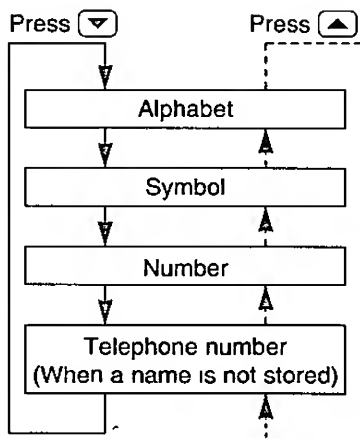 Press Press
Alphabet
Symbol
Number
Telephone number
(When a name is not stored)